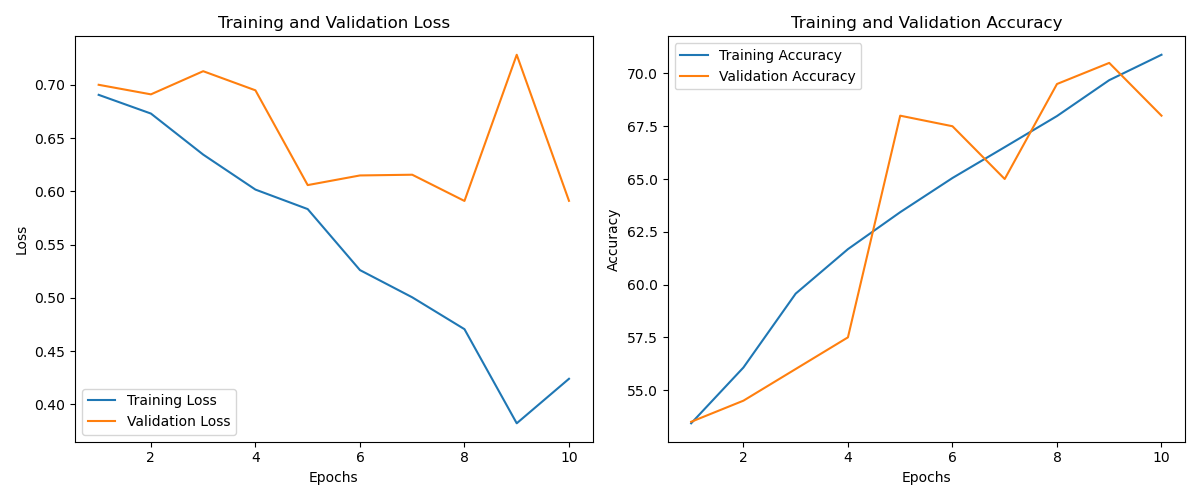 Training and Validation Loss
Loss
0.70
0.65
0.60
0.55
0.50
0.45
0.40
Training Loss
Validation Loss
2 4 6 8 10
Epochs
Training and Validation Accuracy
Accuracy
Training Accuracy
Validation Accuracy
70.0
67.5
65.0
62.5
60.0
57.5
55.0
2 4 6 8 10
Epochs